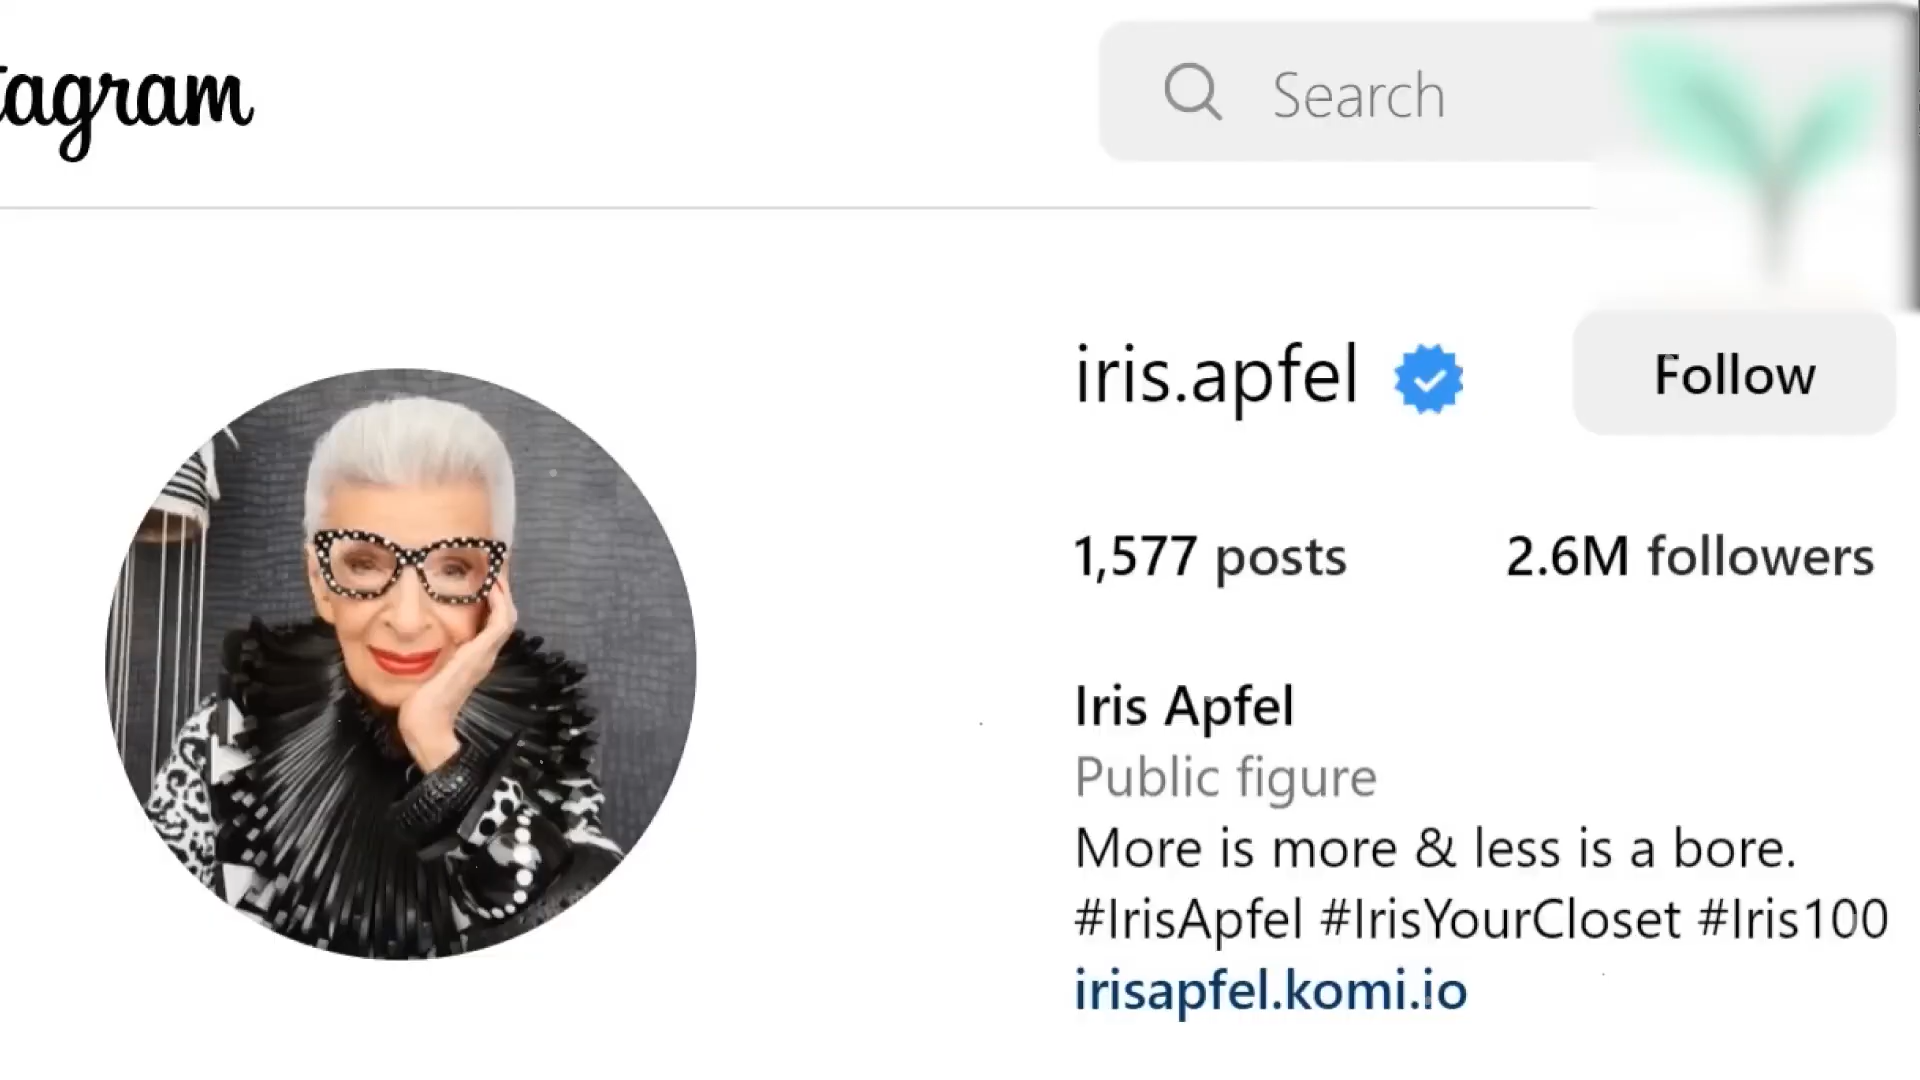 tagram
Search
iris.apfel
Follow
1,577 posts
2.6M followers
Iris Apfel
Public figure
More is more & less is a bore.
#IrisApfel #IrisYourCloset #Iris100
irisapfel.komi.io